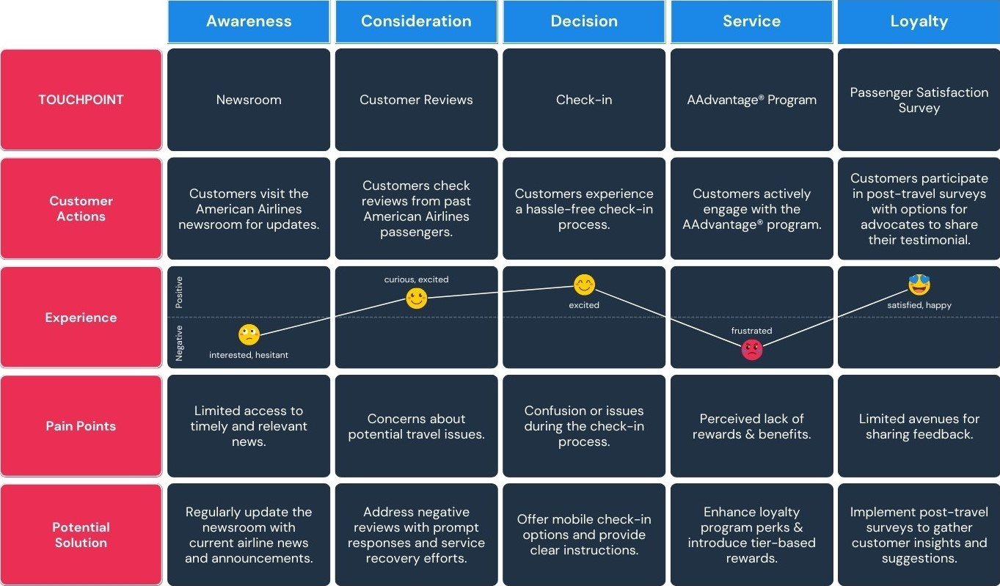 Awareness
Consideration
Decision
Service
Loyalty
TOUCHPOINT
Newsroom
Customer Reviews
Check-in
AAdvantage® Program
Passenger Satisfaction
Survey
Customer
Actions
Customers visit the
American Airlines
newsroom for updates.
Customers check
reviews from past
American Airlines
passengers.
Customers experience
a hassle-free check-in
process.
Customers actively
engage with the
AAdvantage® program.
Customers participate
in post-travel surveys
with options for
advocates to share
their testimonial.
Experience
Positive
Negative
interested, hesitant
curious, excited
excited
frustrated
satisfied, happy
Pain Points
Limited access to
timely and relevant
news.
Concerns about
potential travel issues.
Confusion or issues
during the check-in
process.
Perceived lack of
rewards & benefits.
Limited avenues for
sharing feedback.
Potential
Solution
Regularly update the
newsroom with
current airline news
and announcements.
Address negative
reviews with prompt
responses and service
recovery efforts.
Offer mobile check-in
options and provide
clear instructions.
Enhance loyalty
program perks &
introduce tier-based
rewards.
Implement post-travel
surveys to gather
customer insights and
suggestions.